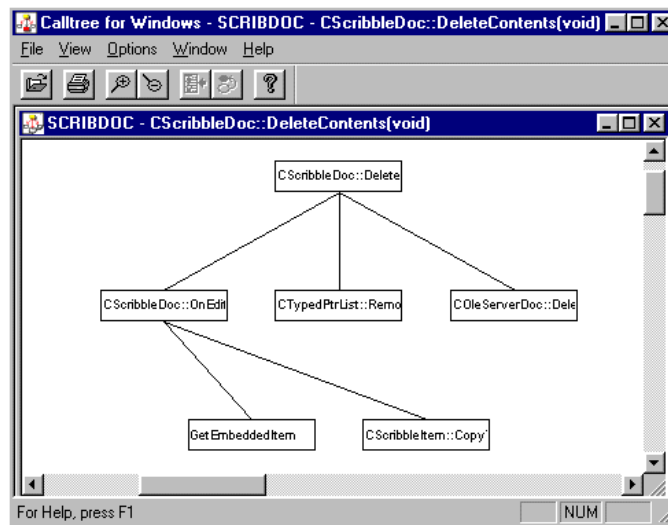 Calltree for Windows - SCRIBDOC - CScribbleDoc::DeleteContents(void)
File View Options Window Help
SCRIBDOC - CScribbleDoc::DeleteContents(void)
CScribbleDoc::Delete
CScribbleDoc::OnEdit CTypedPtrList::Remo COleServerDoc::Dele
GetEmbeddedItem CScribbleItem::Copy
For Help, press F1 NUM